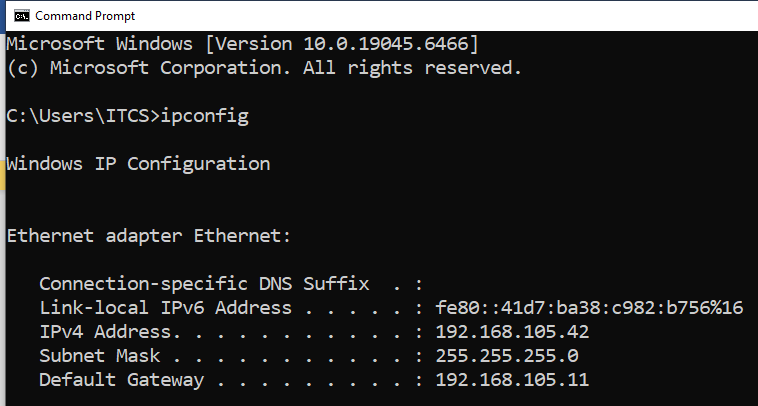 Command Prompt
Microsoft Windows [Version 10.0.19045.6466]
(c) Microsoft Corporation. All rights reserved.
C:\Users\ITCS>ipconfig
Windows IP Configuration
Ethernet adapter Ethernet:
Connection-specific DNS Suffix  . :
Link-local IPv6 Address . . . . . : fe80::41d7:ba38:c982:b756%16
IPv4 Address. . . . . . . . . . . : 192.168.105.42
Subnet Mask . . . . . . . . . . . : 255.255.255.0
Default Gateway . . . . . . . . . : 192.168.105.11